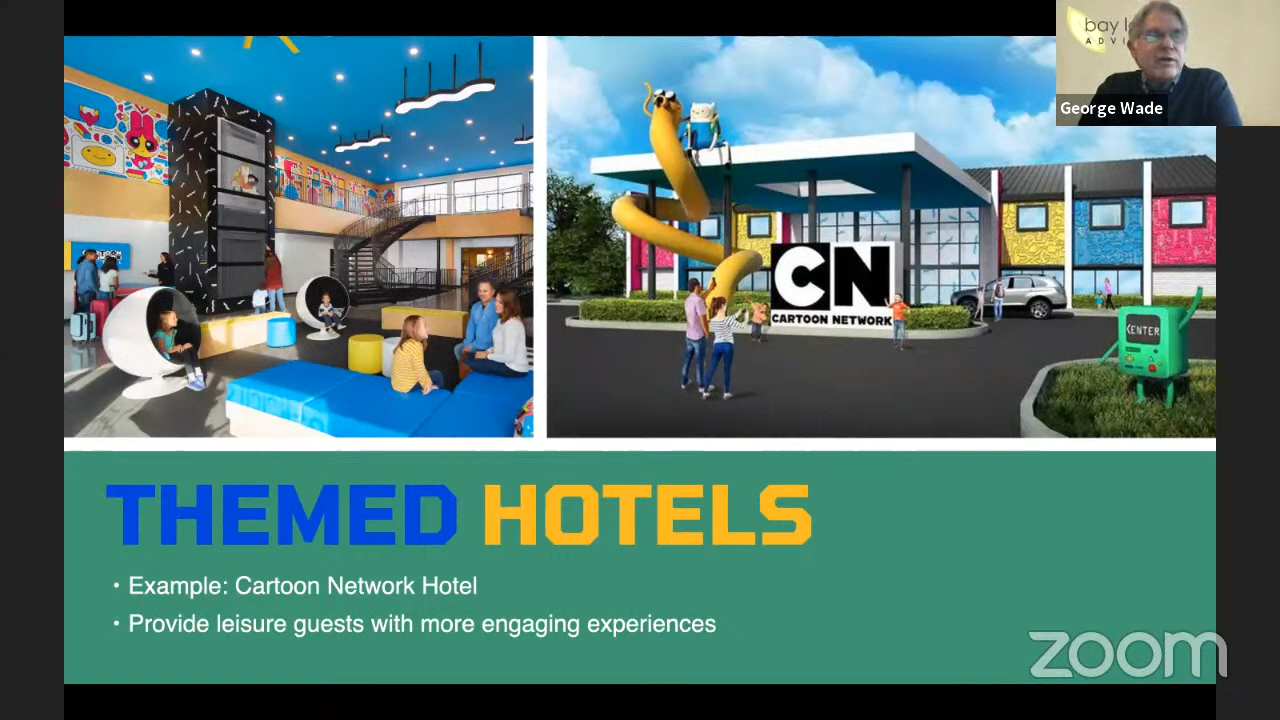 bay
ADVI
George Wade
CN
CARTOON NETWORK
ENTER
THEMED HOTELS
• Example: Cartoon Network Hotel
• Provide leisure guests with more engaging experiences
zoom